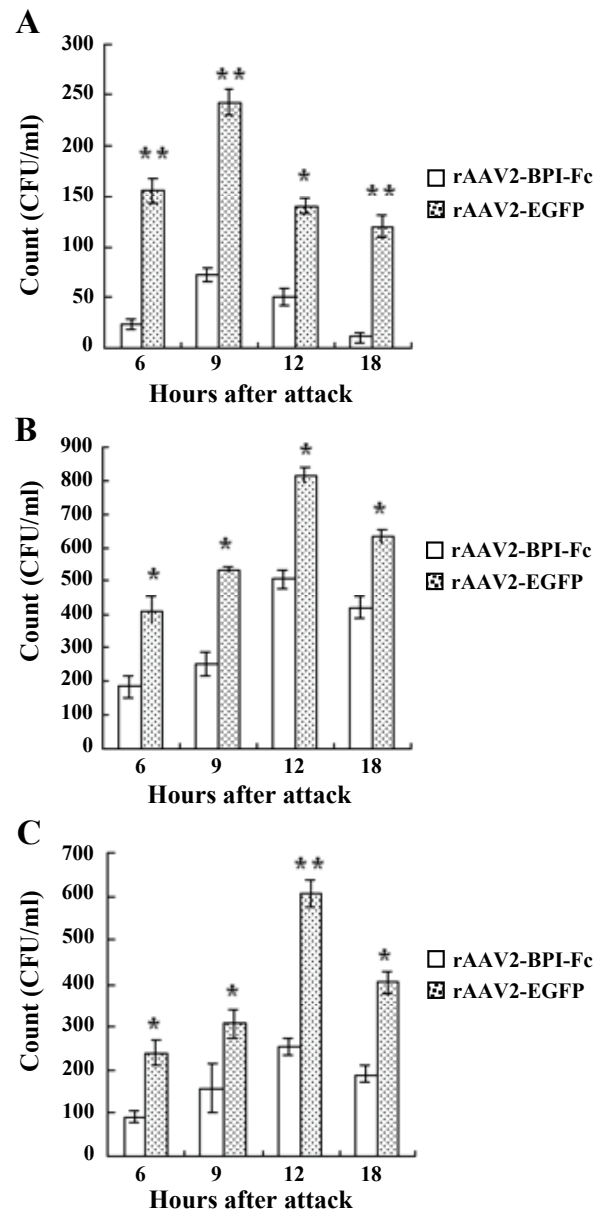 A
300
250
200
150
100
50
0
Count (CFU/ml)
** ** * **
6 9 12 18
Hours after attack
rAAV2-BPI-Fc
rAAV2-EGFP
B
900
800
700
600
500
400
300
200
100
0
Count (CFU/ml)
* * * *
6 9 12 18
Hours after attack
rAAV2-BPI-Fc
rAAV2-EGFP
C
700
600
500
400
300
200
100
0
Count (CFU/ml)
* * ** *
6 9 12 18
Hours after attack
rAAV2-BPI-Fc
rAAV2-EGFP